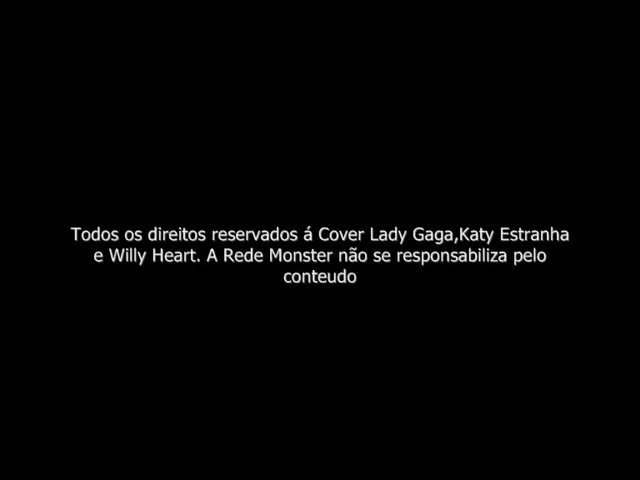 Todos os direitos reservados á Cover Lady Gaga,Katy Estranha
e Willy Heart. A Rede Monster não se responsabiliza pelo
conteudo